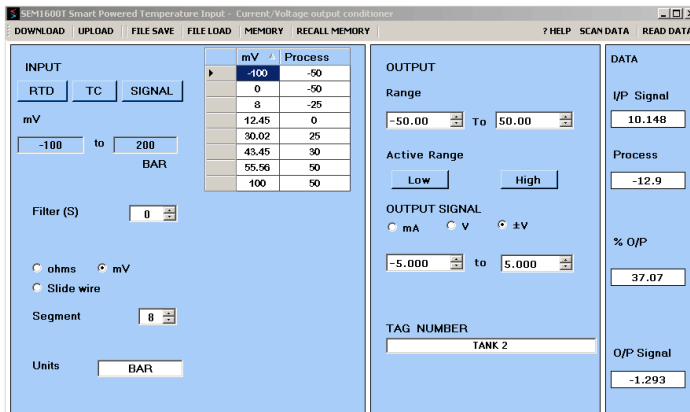 SEM1600T Smart Powered Temperature Input - Current/Voltage output conditioner
DOWNLOAD UPLOAD FILE SAVE FILE LOAD MEMORY RECALL MEMORY ? HELP SCAN DATA READ DATA
INPUT
RTD TC SIGNAL
mV
-100 to 200
BAR
Filter (S) 0
ohms mV
Slide wire
Segment 8
Units BAR
mV Process
-100 -50
0 -50
8 -25
12.45 0
30.02 25
43.45 30
55.56 50
100 50
OUTPUT
Range
-50.00 To 50.00
Active Range
Low High
OUTPUT SIGNAL
mA V ±V
-5.000 to 5.000
TAG NUMBER
TANK 2
DATA
I/P Signal
10.148
Process
-12.9
% O/P
37.07
O/P Signal
-1.293